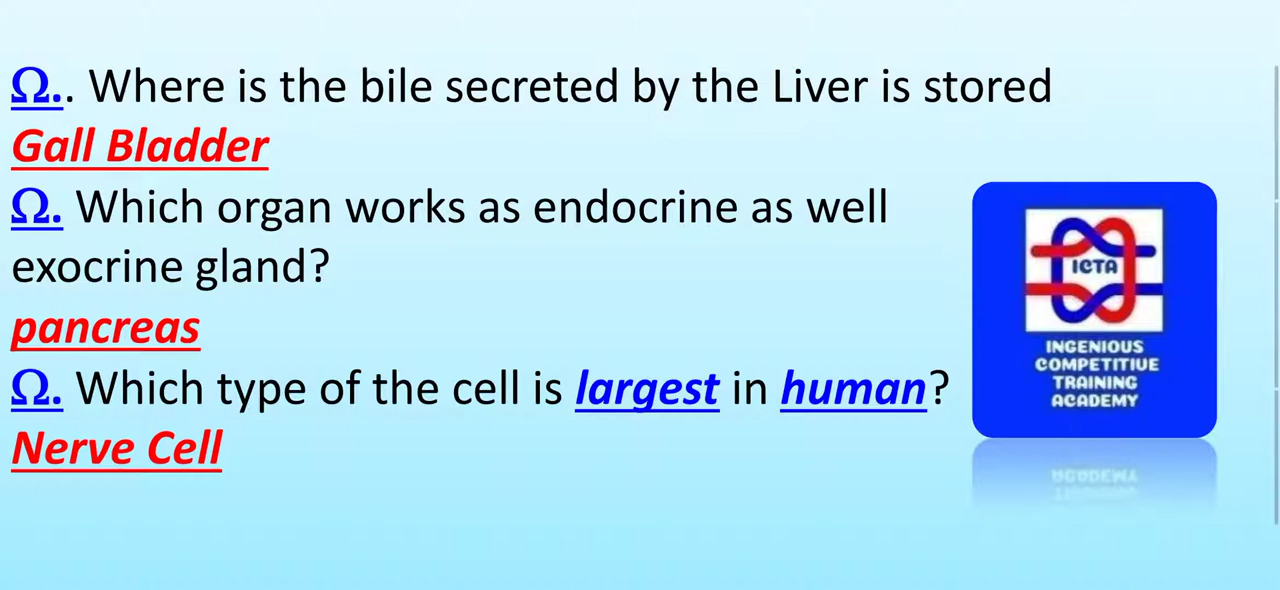 Ω.. Where is the bile secreted by the Liver is stored
Gall Bladder
Ω. Which organ works as endocrine as well
exocrine gland?
pancreas
Ω. Which type of the cell is largest in human?
Nerve Cell
ICTA
INGENIOUS
COMPETITIVE
TRAINING
ACADEMY